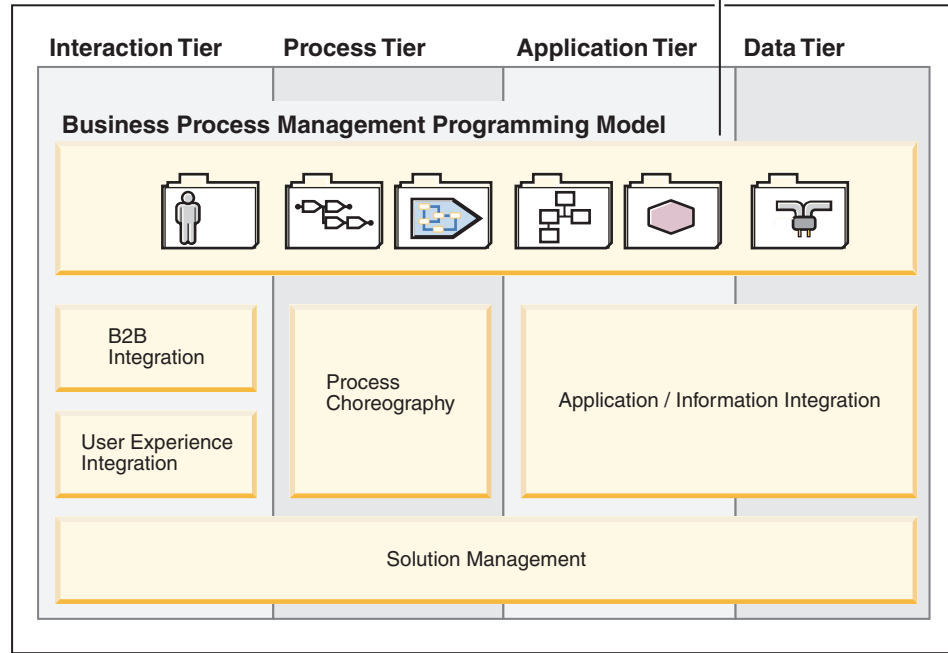 Interaction Tier
Process Tier
Application Tier
Data Tier
Business Process Management Programming Model
B2B
Integration
User Experience
Integration
Process
Choreography
Application / Information Integration
Solution Management